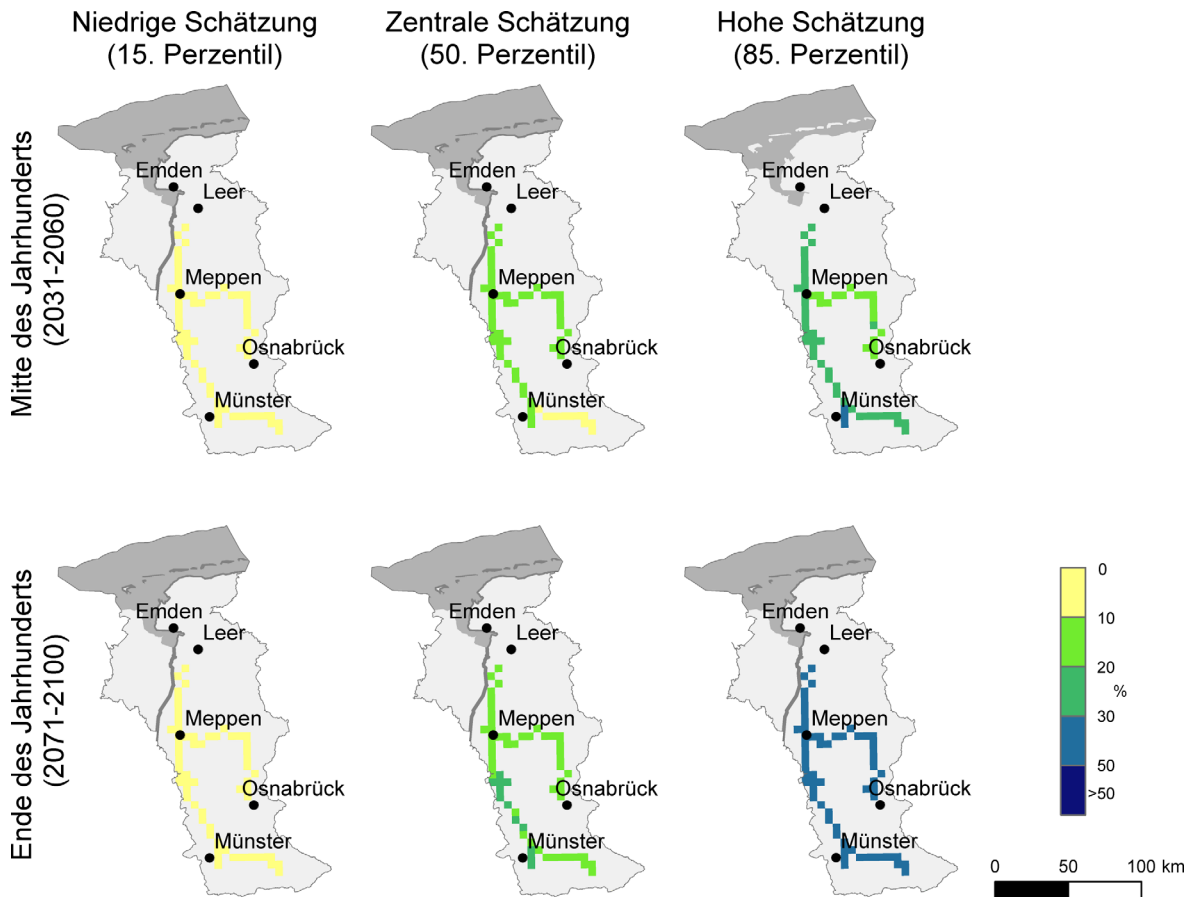 Niedrige Schätzung
(15. Perzentil)
Zentrale Schätzung
(50. Perzentil)
Hohe Schätzung
(85. Perzentil)
Mitte des Jahrhunderts
(2031-2060)
Emden
Leer
Meppen
Osnabrück
Münster
Emden
Leer
Meppen
Osnabrück
Münster
Emden
Leer
Meppen
Osnabrück
Münster
Ende des Jahrhunderts
(2071-2100)
Emden
Leer
Meppen
Osnabrück
Münster
Emden
Leer
Meppen
Osnabrück
Münster
Emden
Leer
Meppen
Osnabrück
Münster
0
10
20
%
30
50
>50
0 50 100 km